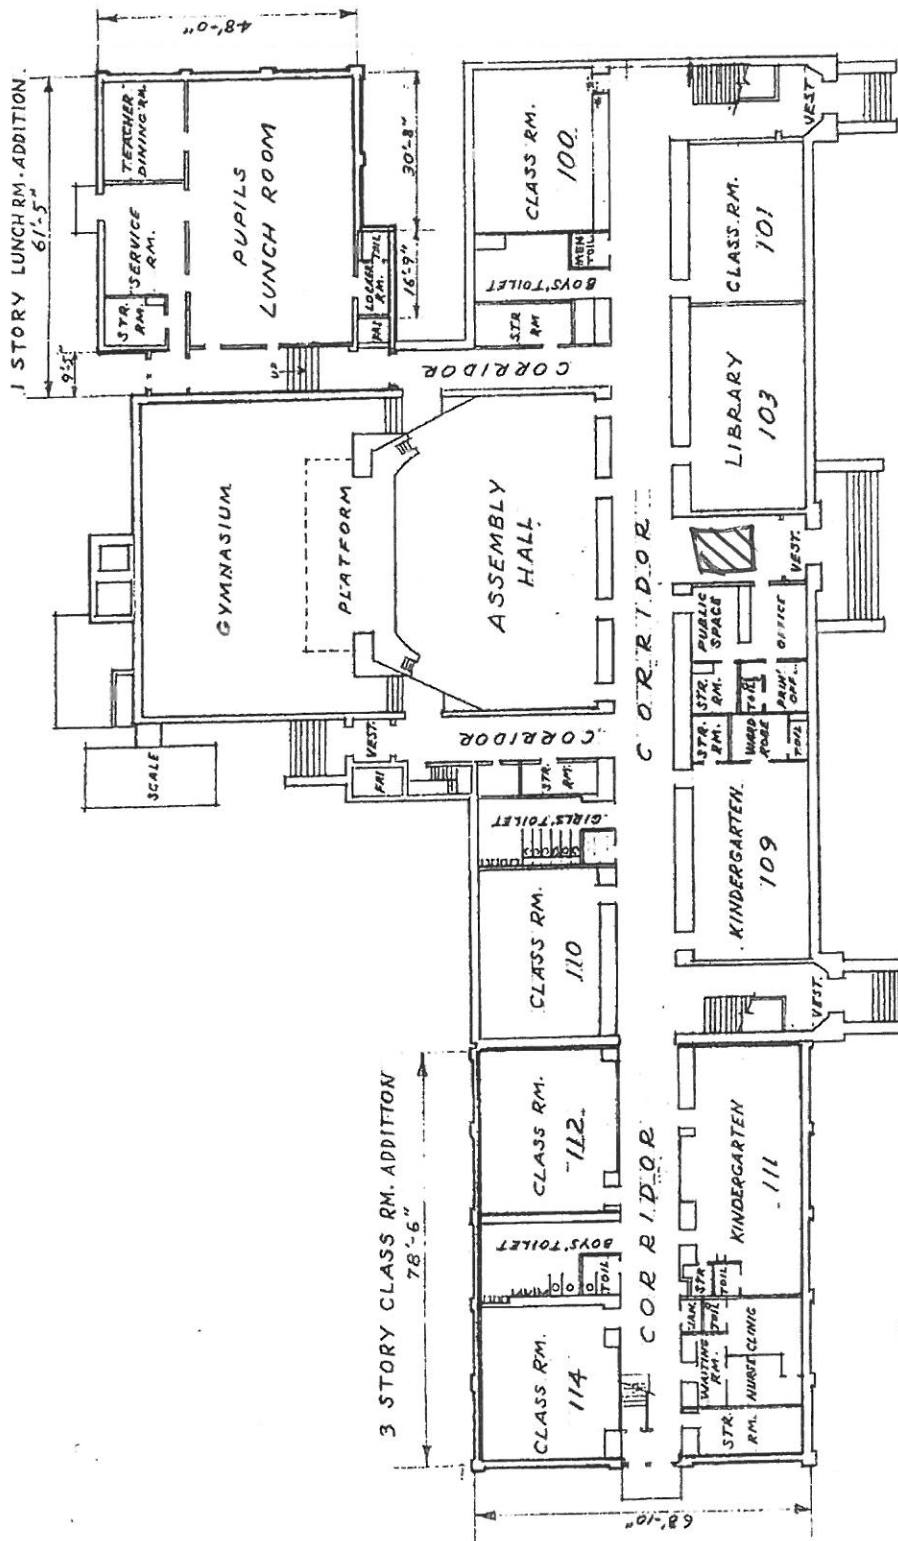 1 STORY LUNCH RM. ADDITION
61'-5"
9'-5"
48'-0"
TEACHER
DINING RM.
SERVICE
RM.
STR.
RM.
PUPILS
LUNCH ROOM
LOCKER
RM.
TOIL
PAS
16'-9"
30'-8"
UP
CORRIDOR
GYMNASIUM
PLATFORM
ASSEMBLY
HALL
SCALE
FAI
VEST.
CORRIDOR
STR.
RM.
GIRLS' TOILET
CLASS RM.
100
MEN
TOIL
BOYS' TOILET
STR
RM
VEST
CLASS RM.
101
LIBRARY
103
VEST.
PUBLIC
SPACE
OFFICE
STR.
RM.
TOIL
PRIN'
OFF.
STR.
RM.
WARD
ROBE
TOIL
CORRIDOR
KINDERGARTEN
109
CLASS RM.
110
VEST.
3 STORY CLASS RM. ADDITION
78'-6"
CLASS RM.
112
BOYS' TOILET
TOIL.
CLASS RM.
114
CORRIDOR
KINDERGARTEN
111
STR
TOIL
JAN.
TOIL
WAITING
RM.
NURSE CLINIC
STR.
RM.
68'-10"